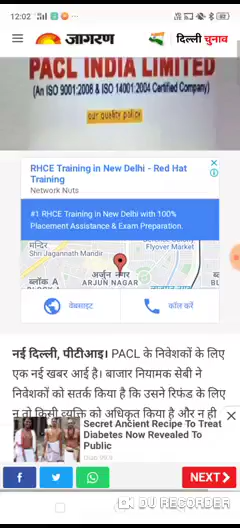 12:02
जागरण
दिल्ली चुनाव
PACL INDIA LIMITED
(An ISO 9001:2008 & ISO 14001:2004 Certified Company)
our quality policy
RHCE Training in New Delhi - Red Hat
Training
Network Nuts
#1 RHCE Training in New Delhi with 100%
Placement Assistance & Exam Preparation.
मन्दिर
Shri Jagannath Mandir
Flyover Market
ब्लॉक A
अर्जुन नगर
ARJUN NAGAR
वेबसाइट
कॉल करें
नई दिल्ली, पीटीआइ। PACL के निवेशकों के लिए
एक नई खबर आई है। बाजार नियामक सेबी ने
निवेशकों को सतर्क किया है कि उसने रिफंड के लिए
न तो किसी व्यक्ति को अधिकृत किया है और न ही
Secret Ancient Recipe To Treat
Diabetes Now Revealed To
Public
NEXT
DU RECORDER